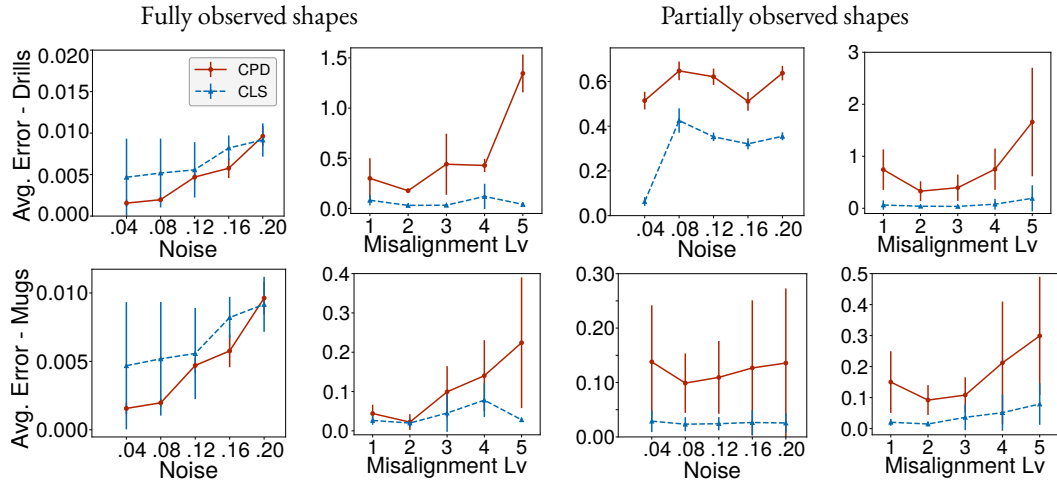 Fully observed shapes
Partially observed shapes
Avg. Error - Drills
0.020
0.015
0.010
0.005
0.000
CPD
CLS
.04 .08 .12 .16 .20
Noise
1.5
1.0
0.5
0.0
1 2 3 4 5
Misalignment Lv
0.6
0.4
0.2
0.0
.04 .08 .12 .16 .20
Noise
3
2
1
0
1 2 3 4 5
Misalignment Lv
Avg. Error - Mugs
0.010
0.005
0.000
.04 .08 .12 .16 .20
Noise
0.4
0.3
0.2
0.1
0.0
1 2 3 4 5
Misalignment Lv
0.30
0.20
0.10
0.00
.04 .08 .12 .16 .20
Noise
0.5
0.4
0.3
0.2
0.1
0.0
1 2 3 4 5
Misalignment Lv